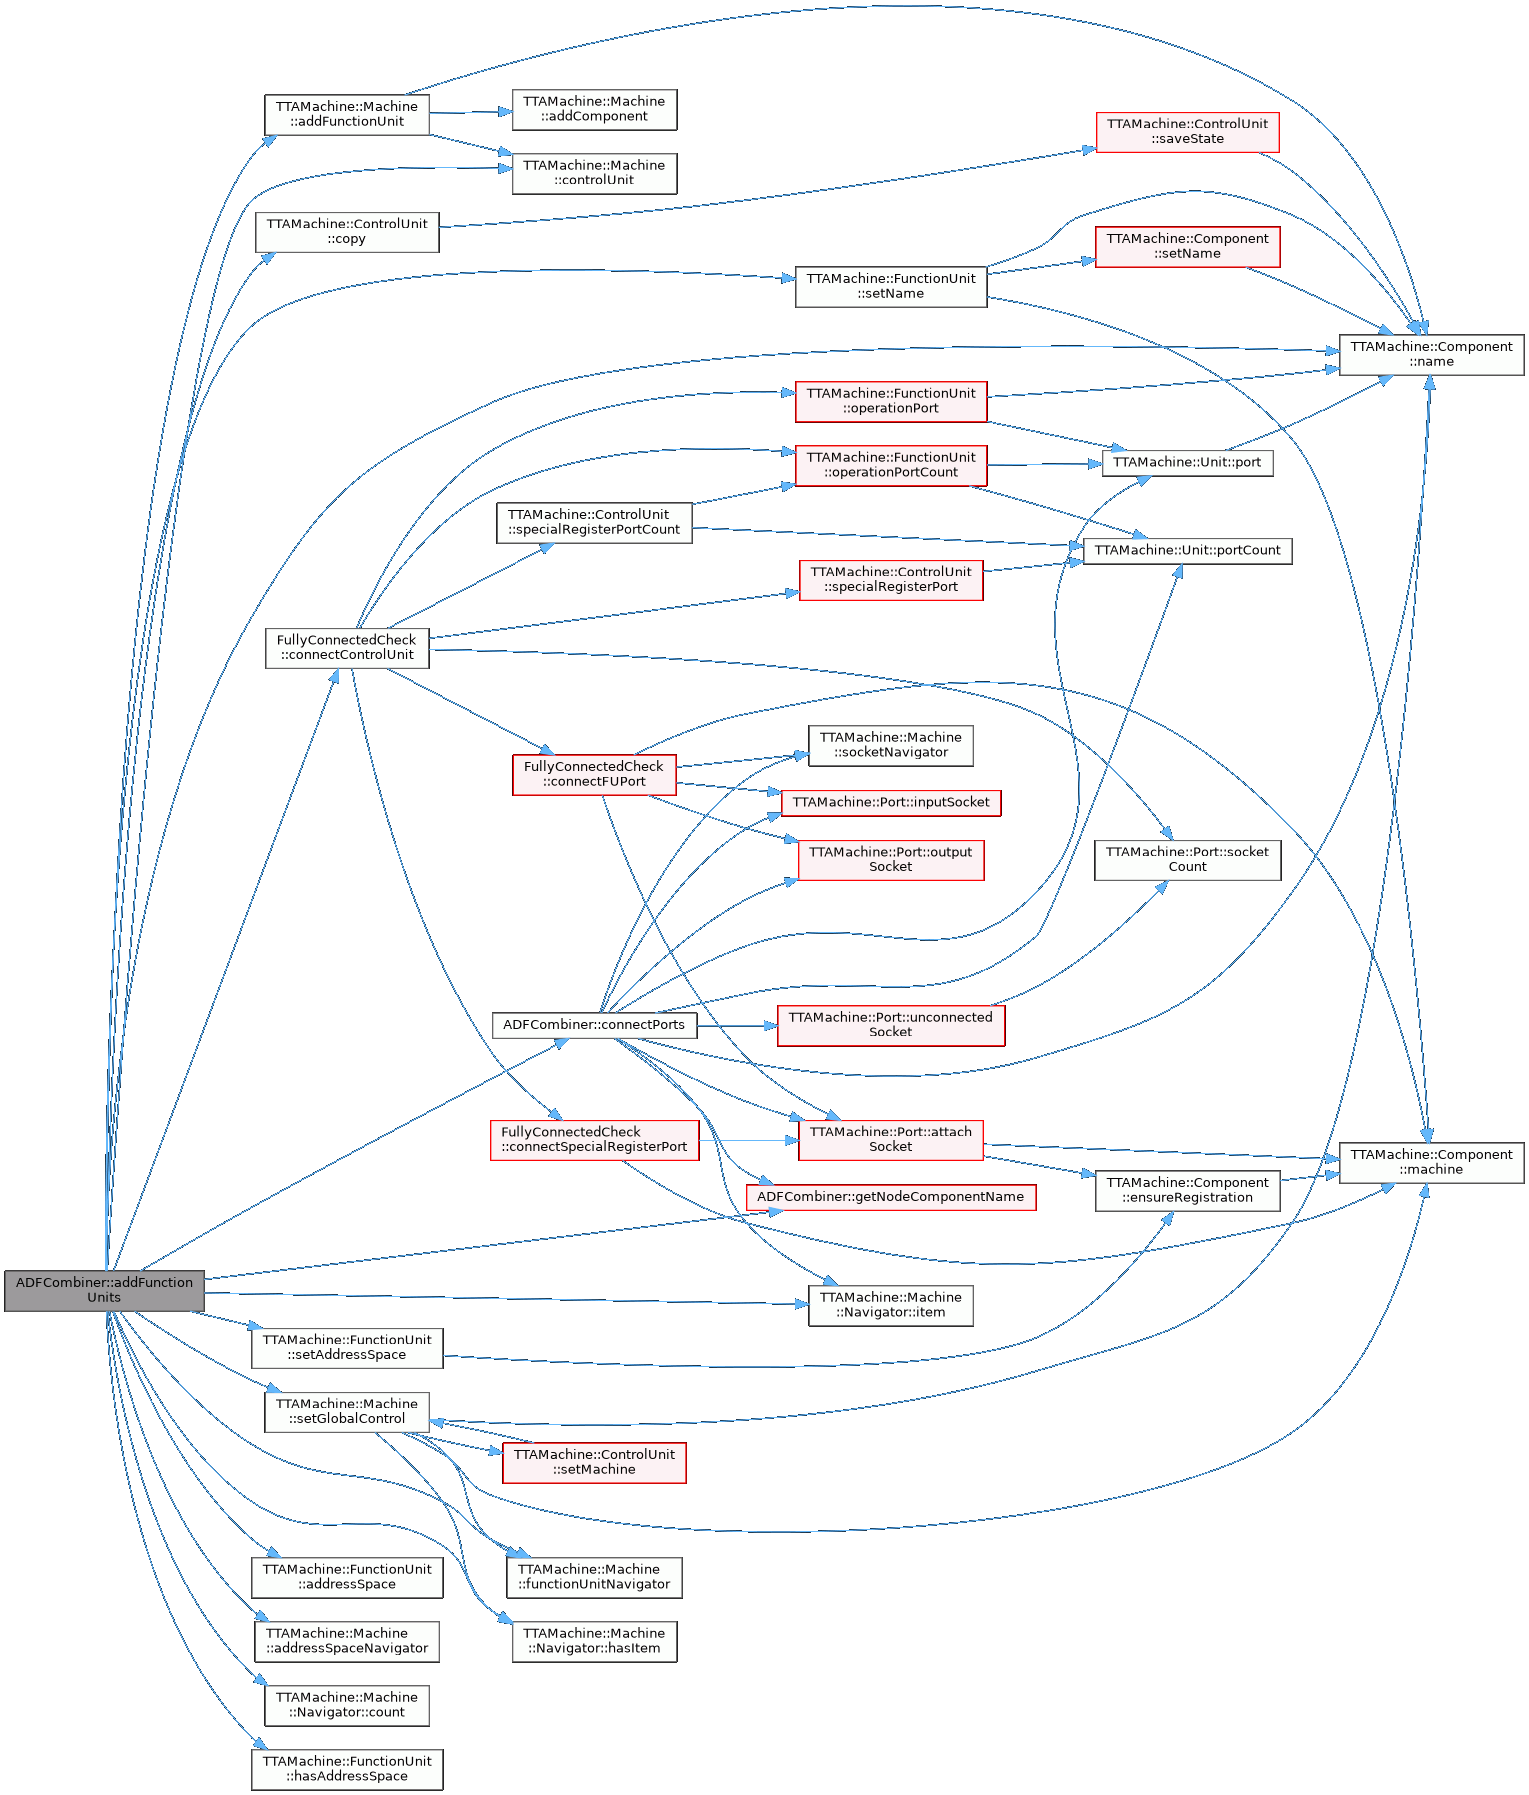 TTAMachine::Machine
::addFunctionUnit
TTAMachine::Machine
::addComponent
TTAMachine::Machine
::controlUnit
TTAMachine::ControlUnit
::saveState
TTAMachine::ControlUnit
::copy
TTAMachine::FunctionUnit
::setName
TTAMachine::Component
::setName
TTAMachine::Component
::name
TTAMachine::FunctionUnit
::operationPort
TTAMachine::FunctionUnit
::operationPortCount
TTAMachine::Unit::port
TTAMachine::ControlUnit
::specialRegisterPortCount
TTAMachine::Unit::portCount
TTAMachine::ControlUnit
::specialRegisterPort
FullyConnectedCheck
::connectControlUnit
TTAMachine::Machine
::socketNavigator
FullyConnectedCheck
::connectFUPort
TTAMachine::Port::inputSocket
TTAMachine::Port::output
Socket
TTAMachine::Port::socket
Count
ADFCombiner::connectPorts
TTAMachine::Port::unconnected
Socket
FullyConnectedCheck
::connectSpecialRegisterPort
TTAMachine::Port::attach
Socket
TTAMachine::Component
::machine
TTAMachine::Component
::ensureRegistration
ADFCombiner::getNodeComponentName
ADFCombiner::addFunction
Units
TTAMachine::Machine
::Navigator::item
TTAMachine::FunctionUnit
::setAddressSpace
TTAMachine::Machine
::setGlobalControl
TTAMachine::ControlUnit
::setMachine
TTAMachine::FunctionUnit
::addressSpace
TTAMachine::Machine
::functionUnitNavigator
TTAMachine::Machine
::addressSpaceNavigator
TTAMachine::Machine
::Navigator::hasItem
TTAMachine::Machine
::Navigator::count
TTAMachine::FunctionUnit
::hasAddressSpace